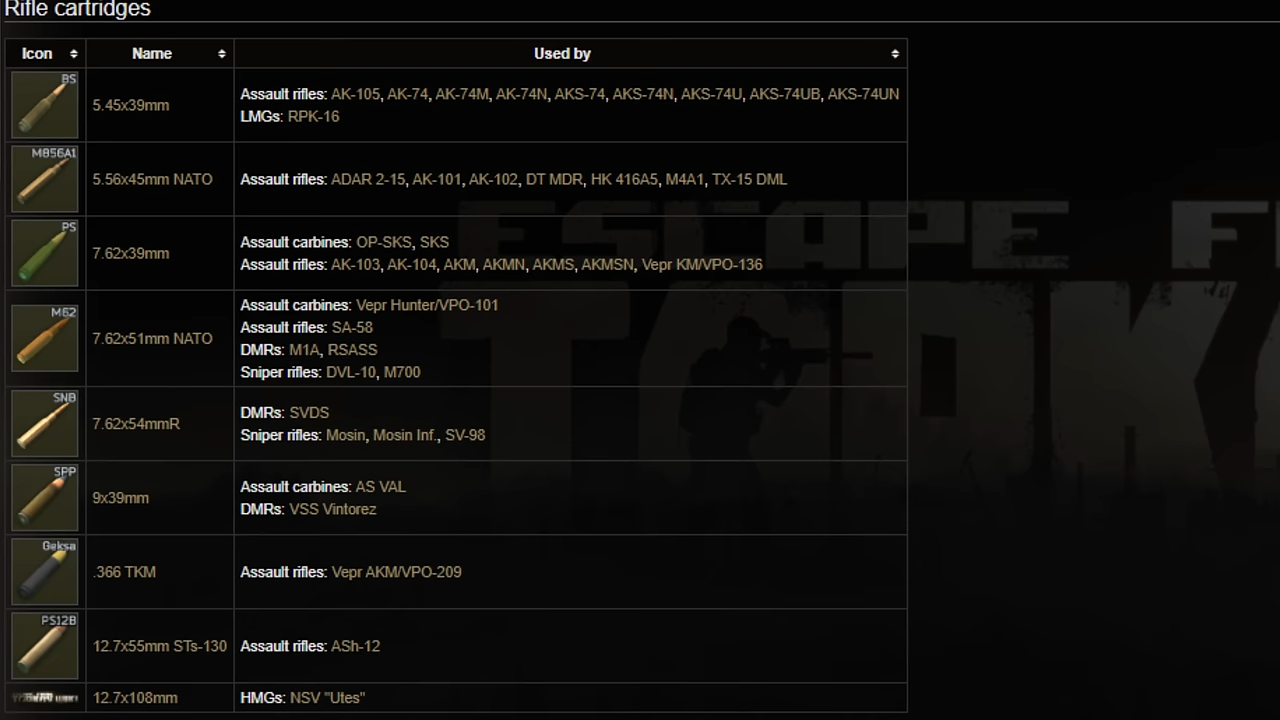 Rifle cartridges
Icon Name Used by
BS
5.45x39mm
Assault rifles: AK-105, AK-74, AK-74M, AK-74N, AKS-74, AKS-74N, AKS-74U, AKS-74UB, AKS-74UN
LMGs: RPK-16
M856A1
5.56x45mm NATO
Assault rifles: ADAR 2-15, AK-101, AK-102, DT MDR, HK 416A5, M4A1, TX-15 DML
PS
7.62x39mm
Assault carbines: OP-SKS, SKS
Assault rifles: AK-103, AK-104, AKM, AKMN, AKMS, AKMSN, Vepr KM/VPO-136
M62
7.62x51mm NATO
Assault carbines: Vepr Hunter/VPO-101
Assault rifles: SA-58
DMRs: M1A, RSASS
Sniper rifles: DVL-10, M700
SNB
7.62x54mmR
DMRs: SVDS
Sniper rifles: Mosin, Mosin Inf., SV-98
SPP
9x39mm
Assault carbines: AS VAL
DMRs: VSS Vintorez
Geksa
.366 TKM
Assault rifles: Vepr AKM/VPO-209
PS12B
12.7x55mm STs-130
Assault rifles: ASh-12
12.7x108mm
HMGs: NSV "Utes"
ESCAPE F
TARK